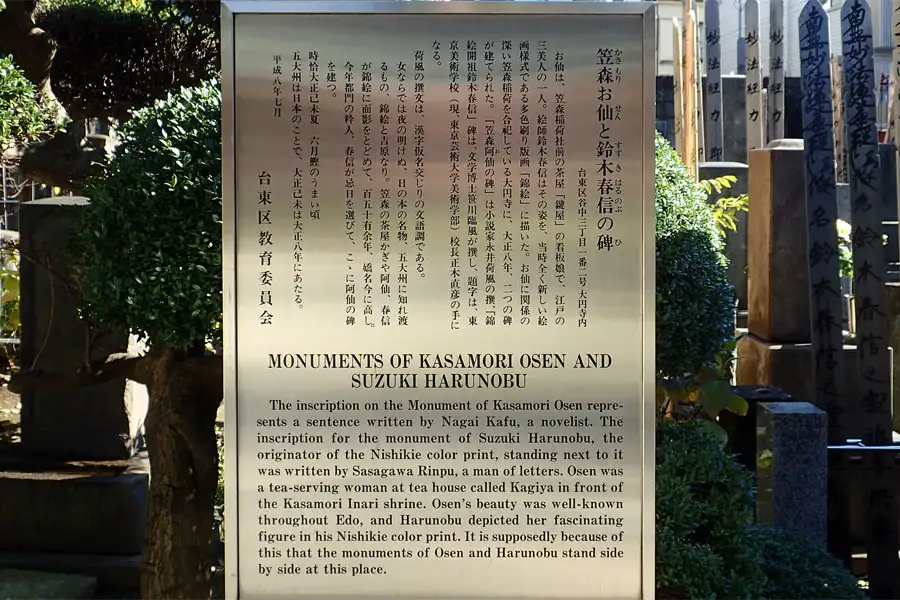 笠森お仙と鈴木春信の碑
台東区谷中三丁目一番二号 大円寺内
お仙は、笠森稲荷社前の茶屋「鍵屋」の看板娘で、江戸の
三美人の一人。絵師鈴木春信はその姿を、当時全く新しい絵
画様式である多色刷り版画「錦絵」に描いた。お仙に関係の
深い笠森稲荷を合祀している大円寺に、大正八年、二つの碑
が建てられた。「笠森阿仙の碑」は小説家永井荷風の撰、「錦
絵開祖鈴木春信」碑は、文学博士笹川臨風が撰し、題字は、東
京美術学校(現、東京芸術大学美術学部)校長正木直彦の手に
なる。
荷風の撰文は、漢字仮名交じりの文語調である。
女ならでは夜の明けぬ、日の本の名物、五大州に知れ渡
るもの、錦絵と吉原なり。笠森の茶屋かぎや阿仙、春信
が錦絵に面影をとどめて、百五十有余年、嬌名今に高し。
今年都門の粋人、春信が忌日を選びて、こゝに阿仙の碑
を建つ。
時恰大正己未夏 六月鰹のうまい頃
五大州は日本のことで、大正己未は大正八年にあたる。
平成八年七月
台東区教育委員会
MONUMENTS OF KASAMORI OSEN AND
SUZUKI HARUNOBU
The inscription on the Monument of Kasamori Osen repre-
sents a sentence written by Nagai Kafu, a novelist. The
inscription for the monument of Suzuki Harunobu, the
originator of the Nishikie color print, standing next to it
was written by Sasagawa Rinpu, a man of letters. Osen was
a tea-serving woman at tea house called Kagiya in front of
the Kasamori Inari shrine. Osen's beauty was well-known
throughout Edo, and Harunobu depicted her fascinating
figure in his Nishikie color print. It is supposedly because of
this that the monuments of Osen and Harunobu stand side
by side at this place.